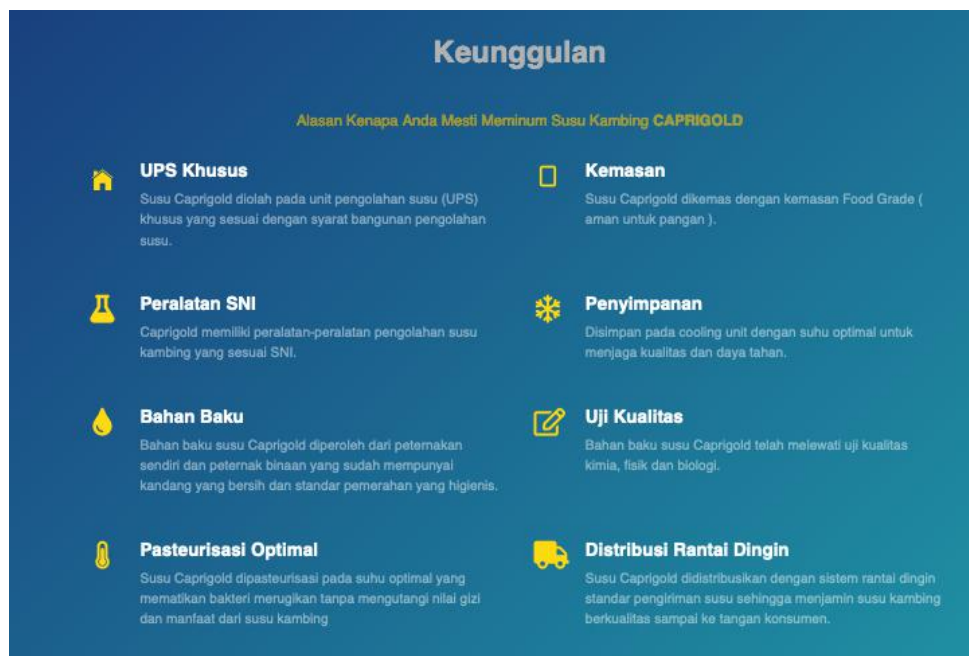 Keunggulan
Alasan Kenapa Anda Mesti Meminum Susu Kambing CAPRIGOLD
UPS Khusus
Susu Caprigold diolah pada unit pengolahan susu (UPS)
khusus yang sesuai dengan syarat bangunan pengolahan
susu.
Kemasan
Susu Caprigold dikemas dengan kemasan Food Grade (
aman untuk pangan ).
Peralatan SNI
Caprigold memiliki peralatan-peralatan pengolahan susu
kambing yang sesuai SNI.
Penyimpanan
Disimpan pada cooling unit dengan suhu optimal untuk
menjaga kualitas dan daya tahan.
Bahan Baku
Bahan baku susu Caprigold diperoleh dari peternakan
sendiri dan peternak binaan yang sudah mempunyai
kandang yang bersih dan standar pemerahan yang higienis.
Uji Kualitas
Bahan baku susu Caprigold telah melewati uji kualitas
kimia, fisik dan biologi.
Pasteurisasi Optimal
Susu Caprigold dipasteurisasi pada suhu optimal yang
mematikan bakteri merugikan tanpa mengutangi nilai gizi
dan manfaat dari susu kambing
Distribusi Rantai Dingin
Susu Caprigold didistribusikan dengan sistem rantai dingin
standar pengiriman susu sehingga menjamin susu kambing
berkualitas sampai ke tangan konsumen.